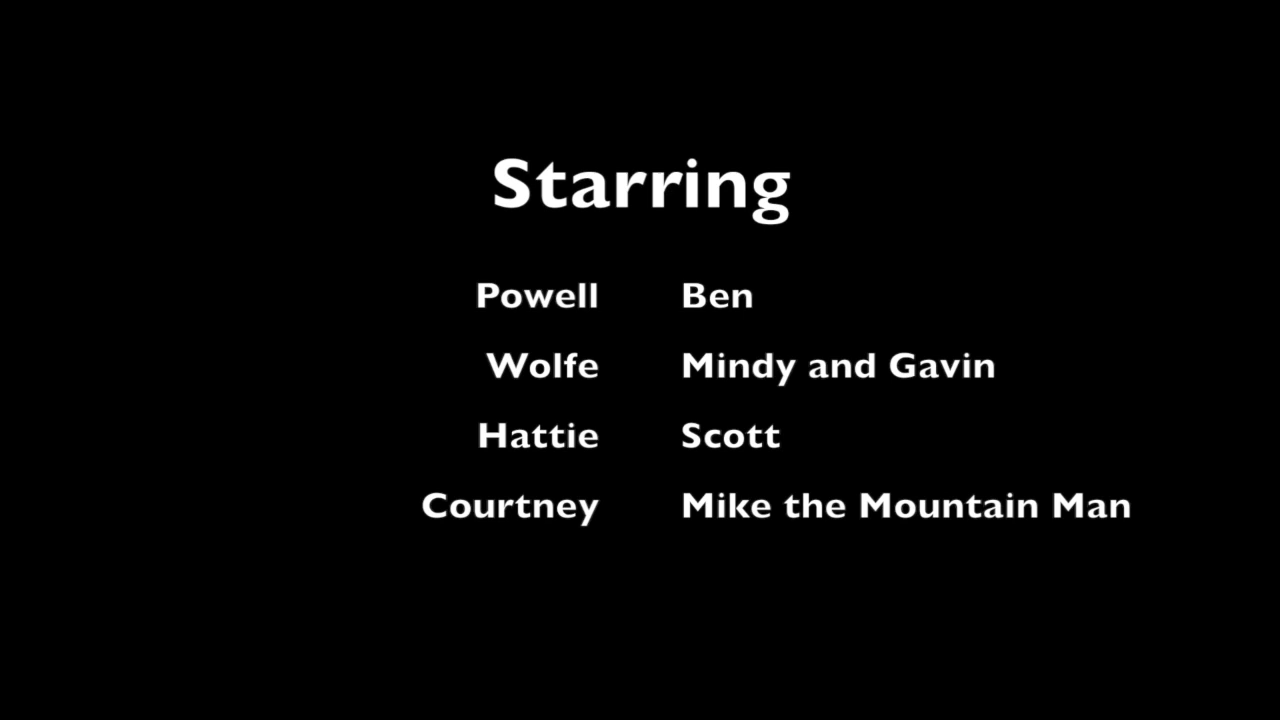 Starring
Powell Ben
Wolfe Mindy and Gavin
Hattie Scott
Courtney Mike the Mountain Man